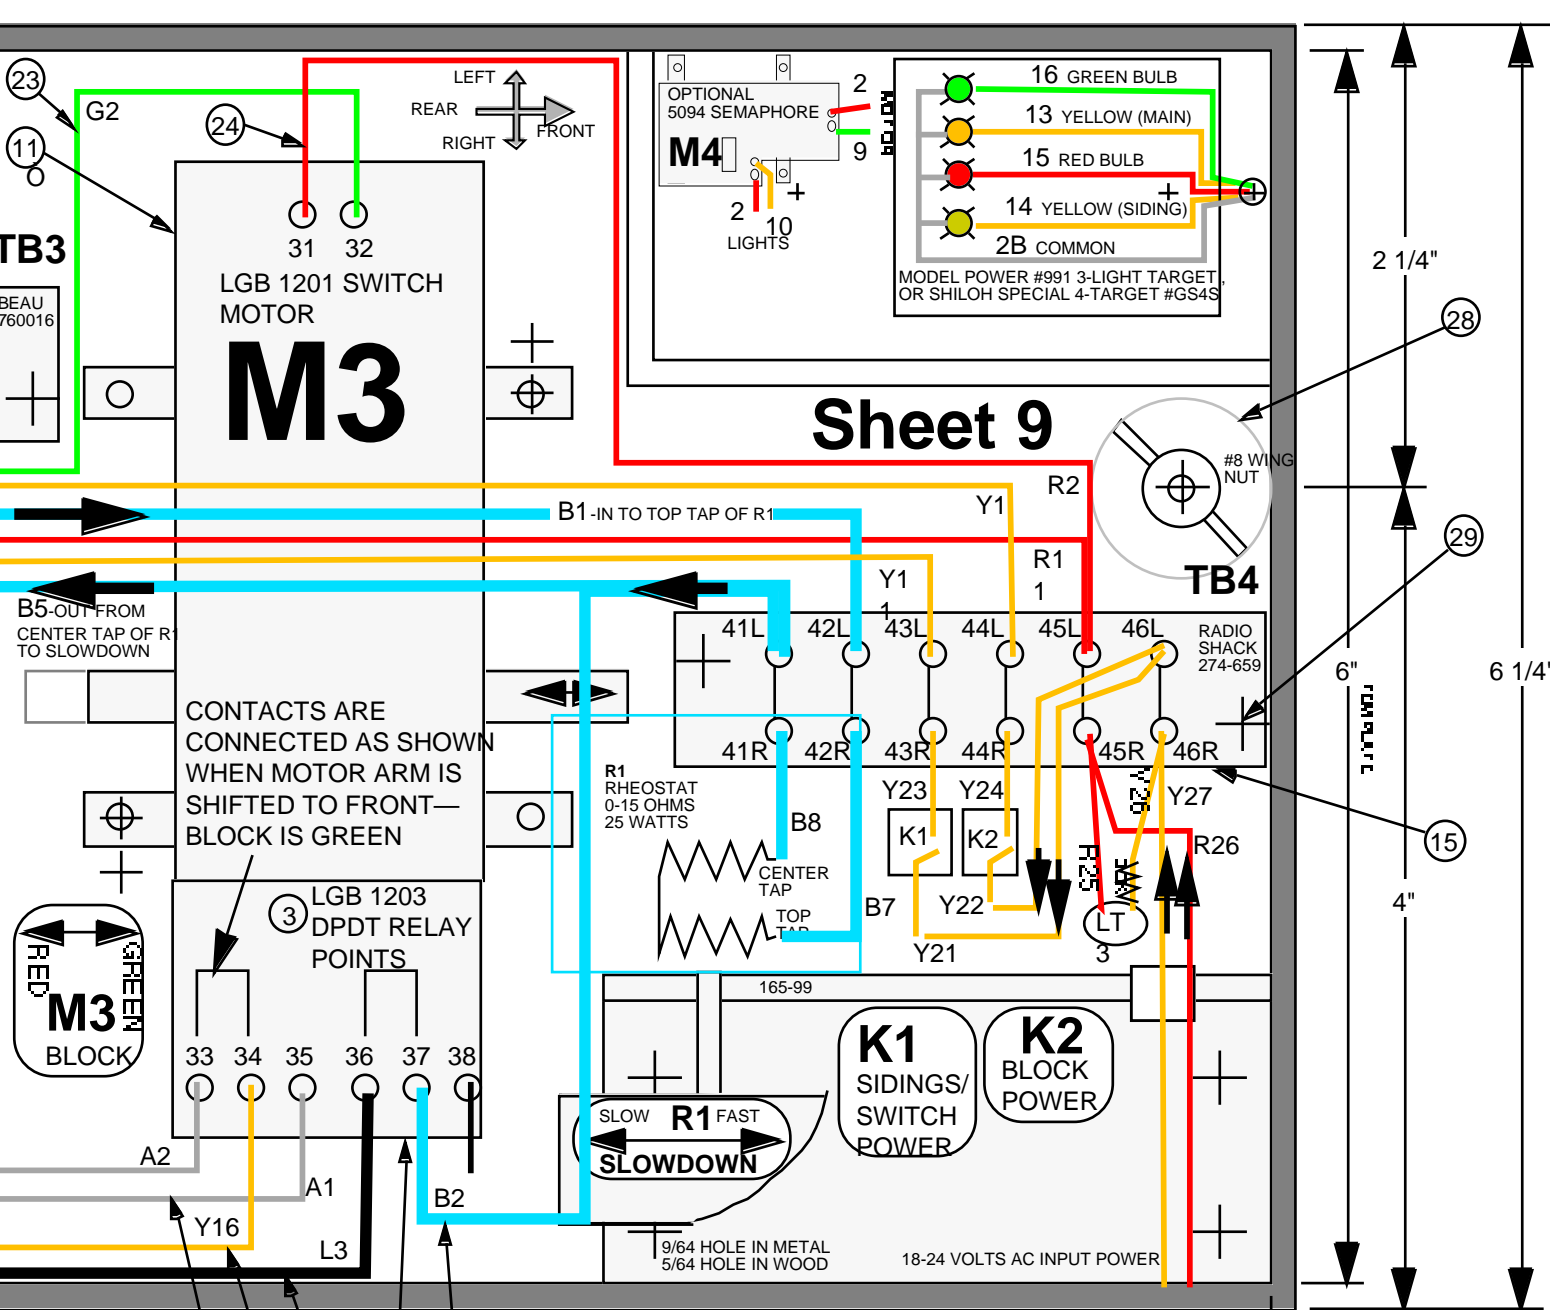 23
G2
24
11
O
TB3
BEAU
760016
LEFT
REAR
FRONT
RIGHT
31
32
LGB 1201 SWITCH
MOTOR
M3
OPTIONAL
5094 SEMAPHORE
M4
2
9
2
10
LIGHTS
16 GREEN BULB
13 YELLOW (MAIN)
15 RED BULB
14 YELLOW (SIDING)
2B COMMON
MODEL POWER #991 3-LIGHT TARGET,
OR SHILOH SPECIAL 4-TARGET #GS4S
2 1/4"
28
Sheet 9
#8 WING
NUT
R2
Y1
B1-IN TO TOP TAP OF R1
29
R1
1
Y1
1
TB4
B5-OUT FROM
CENTER TAP OF R1
TO SLOWDOWN
41L
42L
43L
44L
45L
46L
RADIO
SHACK
274-659
6"
6 1/4"
41R
42R
43R
44R
45R
46R
CONTACTS ARE
CONNECTED AS SHOWN
WHEN MOTOR ARM IS
SHIFTED TO FRONT—
BLOCK IS GREEN
R1
RHEOSTAT
0-15 OHMS
25 WATTS
B8
Y23
Y24
Y26
Y27
K1
K2
R25
R26
15
CENTER
TAP
TOP
TAP
B7
Y22
Y21
LT
3
4"
3
LGB 1203
DPDT RELAY
POINTS
RED
GREEN
M3
BLOCK
165-99
33
34
35
36
37
38
K1
SIDINGS/
SWITCH
POWER
K2
BLOCK
POWER
SLOW
R1
FAST
SLOWDOWN
A2
A1
B2
Y16
L3
9/64 HOLE IN METAL
5/64 HOLE IN WOOD
18-24 VOLTS AC INPUT POWER